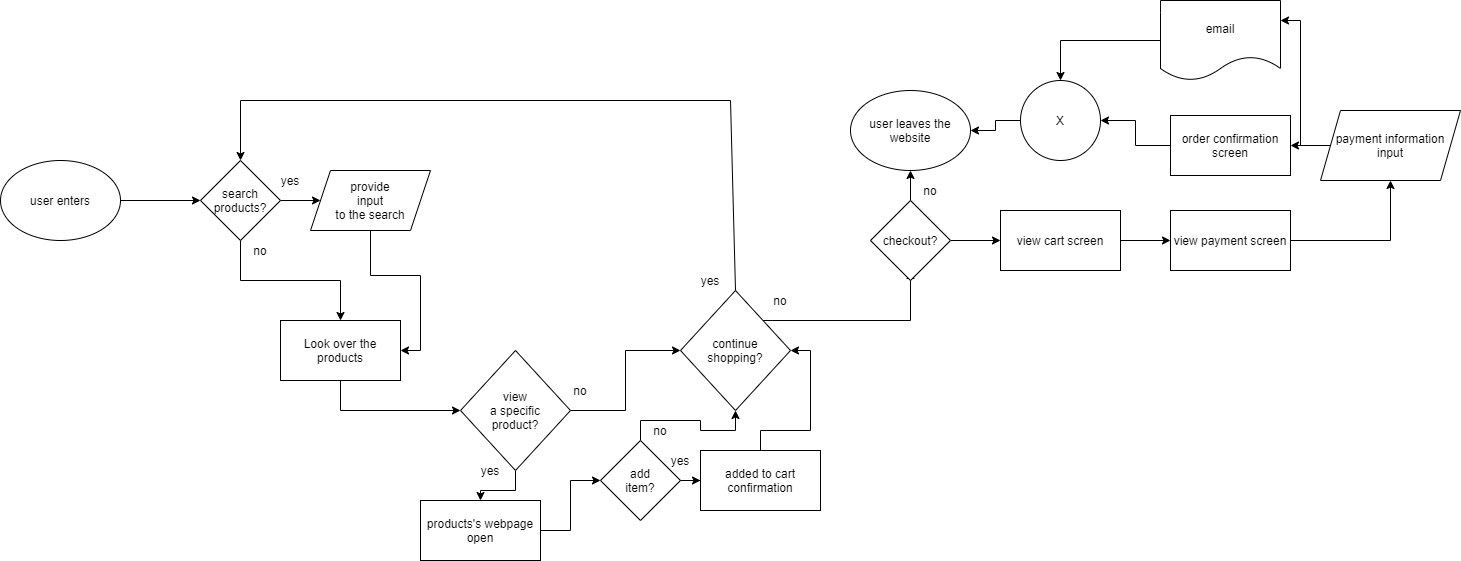 user enters
search
products?
yes
no
provide
input
to the search
Look over the
products
view
a specific
product?
no
yes
products's webpage
open
add
item?
no
yes
added to cart
confirmation
continue
shopping?
yes
no
checkout?
no
user leaves the
website
view cart screen
view payment screen
payment information
input
order confirmation
screen
email
X